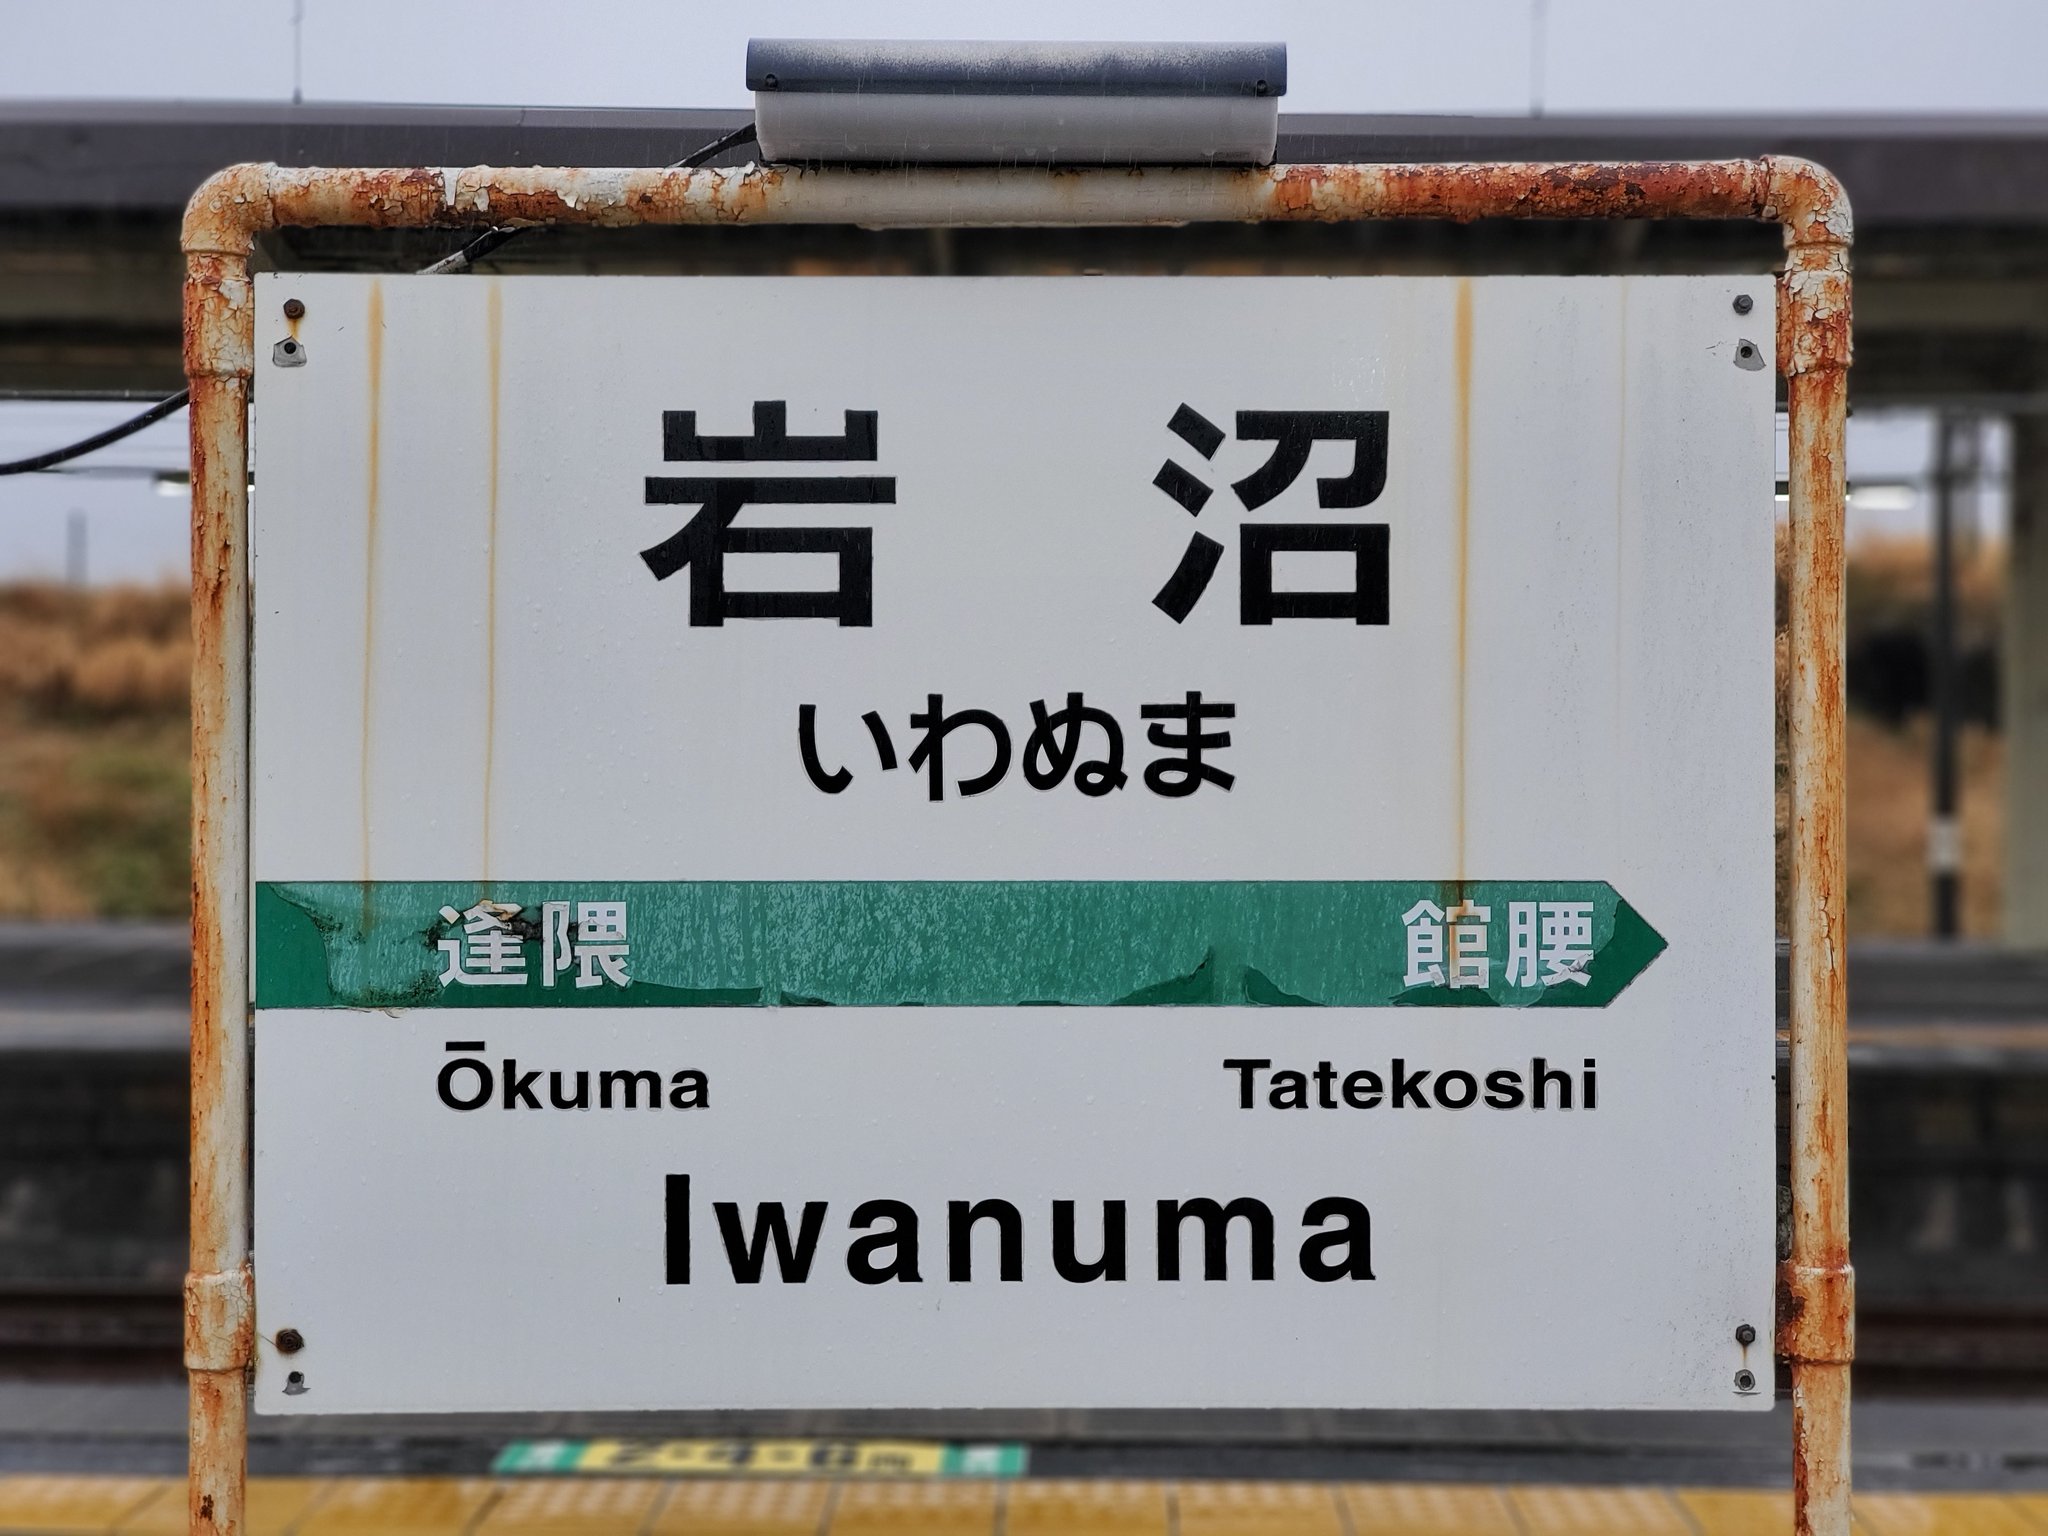 岩沼
いわぬま
逢隈 館腰
Ōkuma Tatekoshi
Iwanuma